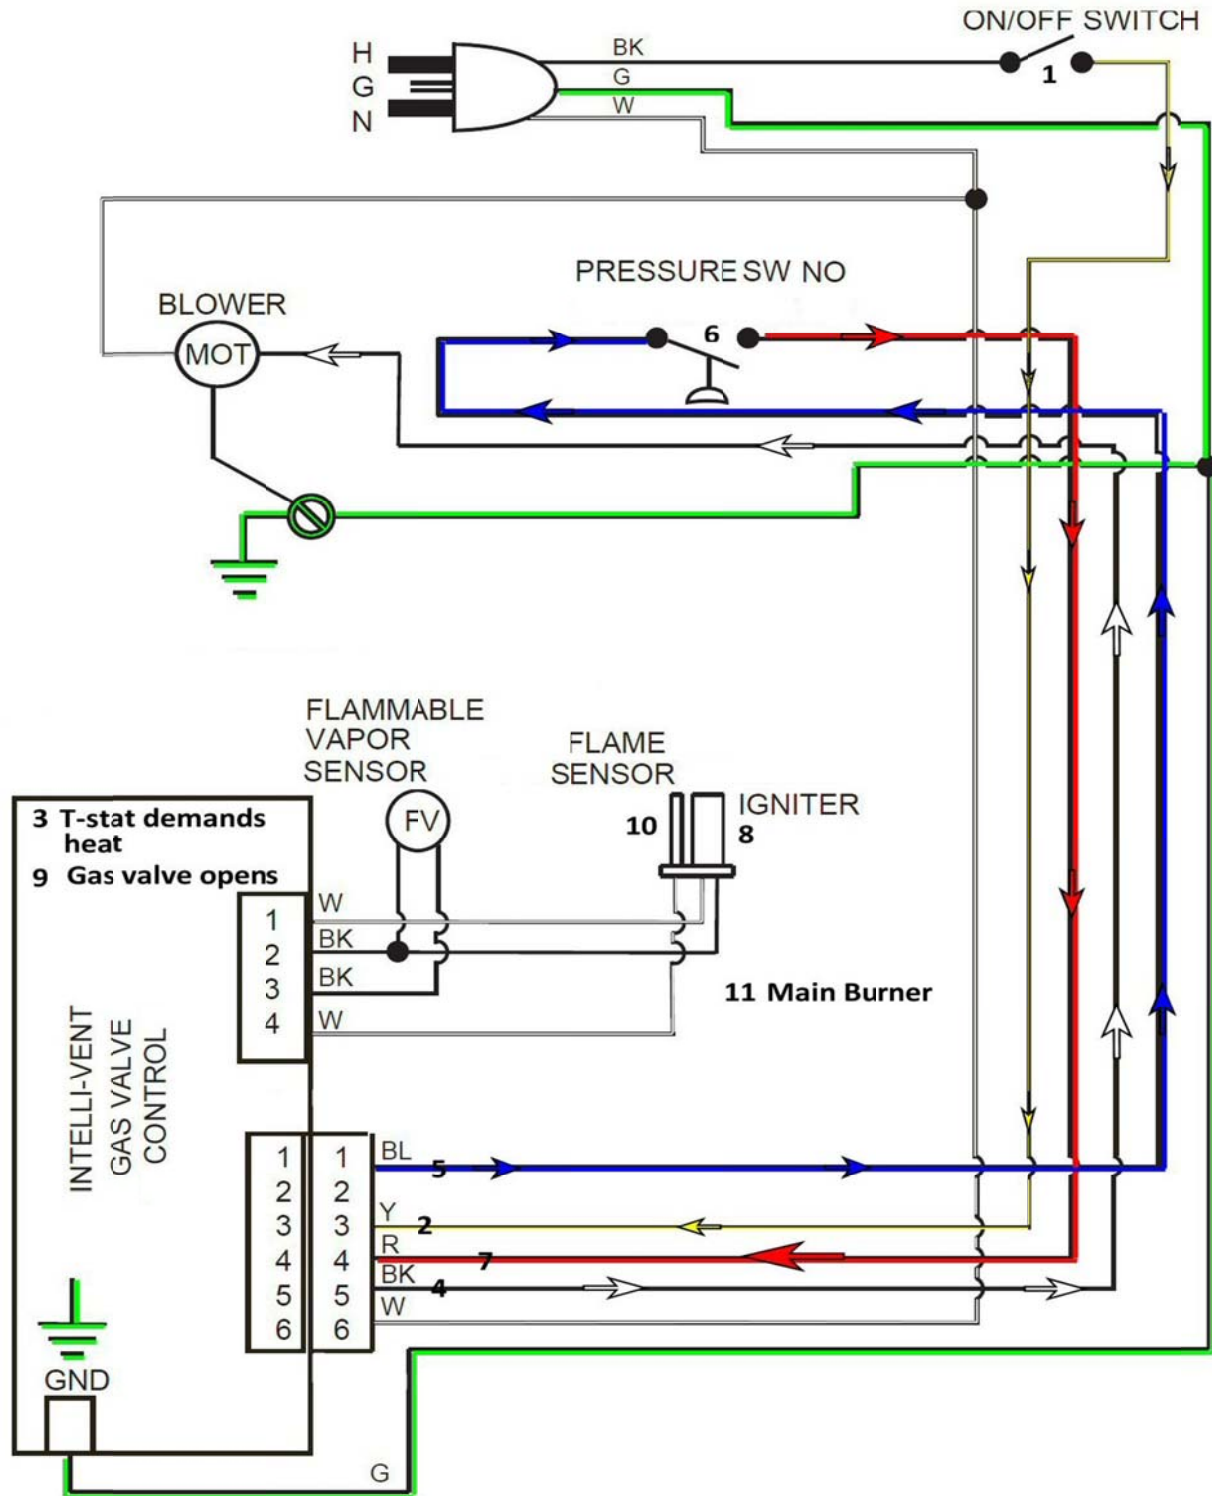 ON/OFF SWITCH
H
G
N
BK
G
W
1
PRESSURE SW NO
6
BLOWER
MOT
FLAMMABLE
VAPOR
SENSOR
FV
FLAME
SENSOR
10
IGNITER
8
3 T-stat demands
heat
9 Gas valve opens
1
2
3
4
W
BK
BK
W
11 Main Burner
INTELLI-VENT
GAS VALVE
CONTROL
1 1 BL 5
2 2
3 3 Y 2
4 4 R 7
5 5 BK 4
6 6 W
GND
G